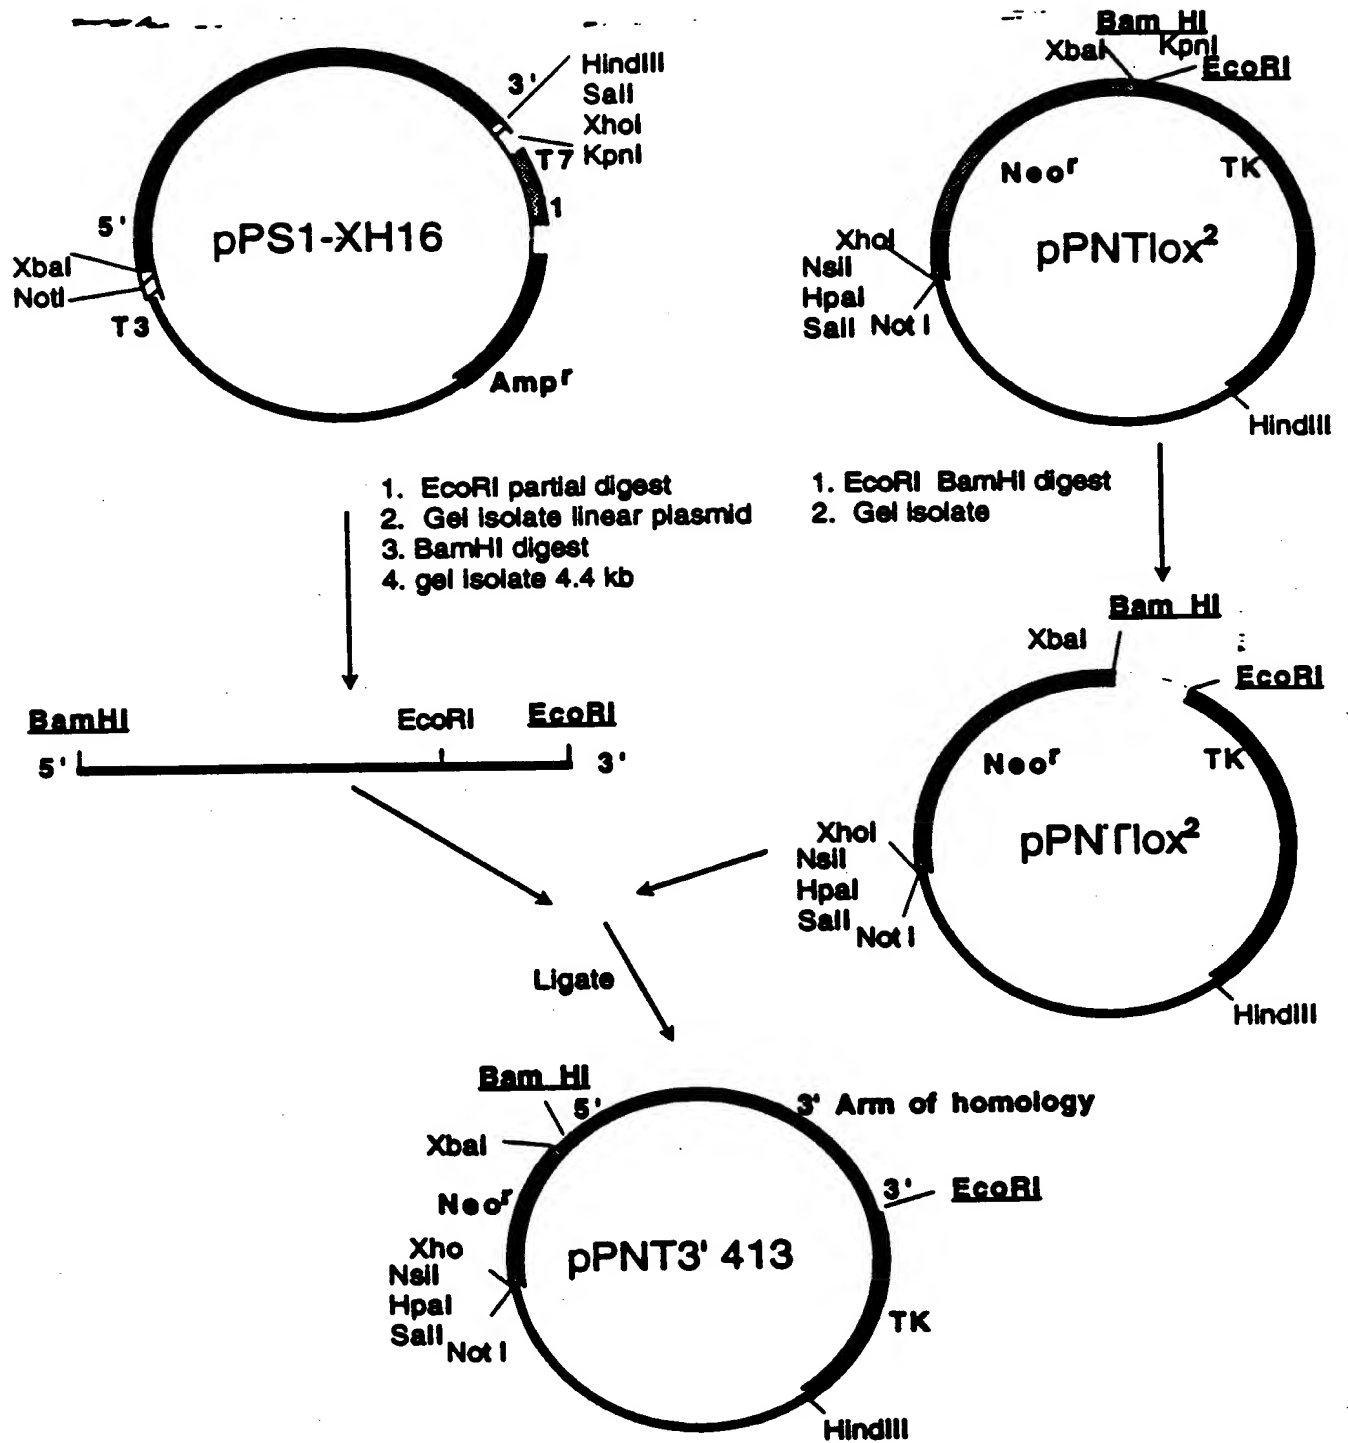 3'
HindIII
SalI
XhoI
KpnI
T7
1
5'
pPS1-XH16
XbaI
NotI
T3
Amp^r
Bam HI
XbaI KpnI
EcoRI
Neo^r
TK
pPNTlox^2
XhoI
NsiI
HpaI
SalI Not I
HindIII
1. EcoRI partial digest
2. Gel isolate linear plasmid
3. BamHI digest
4. gel isolate 4.4 kb
1. EcoRI BamHI digest
2. Gel isolate
BamHI EcoRI EcoRI
5' 3'
Bam HI
XbaI
EcoRI
Neo^r
TK
pPNTlox^2
XhoI
NsiI
HpaI
SalI
Not I
HindIII
Ligate
Bam HI
5'
3' Arm of homology
XbaI
3' EcoRI
Neo^r
pPNT3' 413
Xho
NsiI
HpaI
SalI
Not I
TK
HindIII